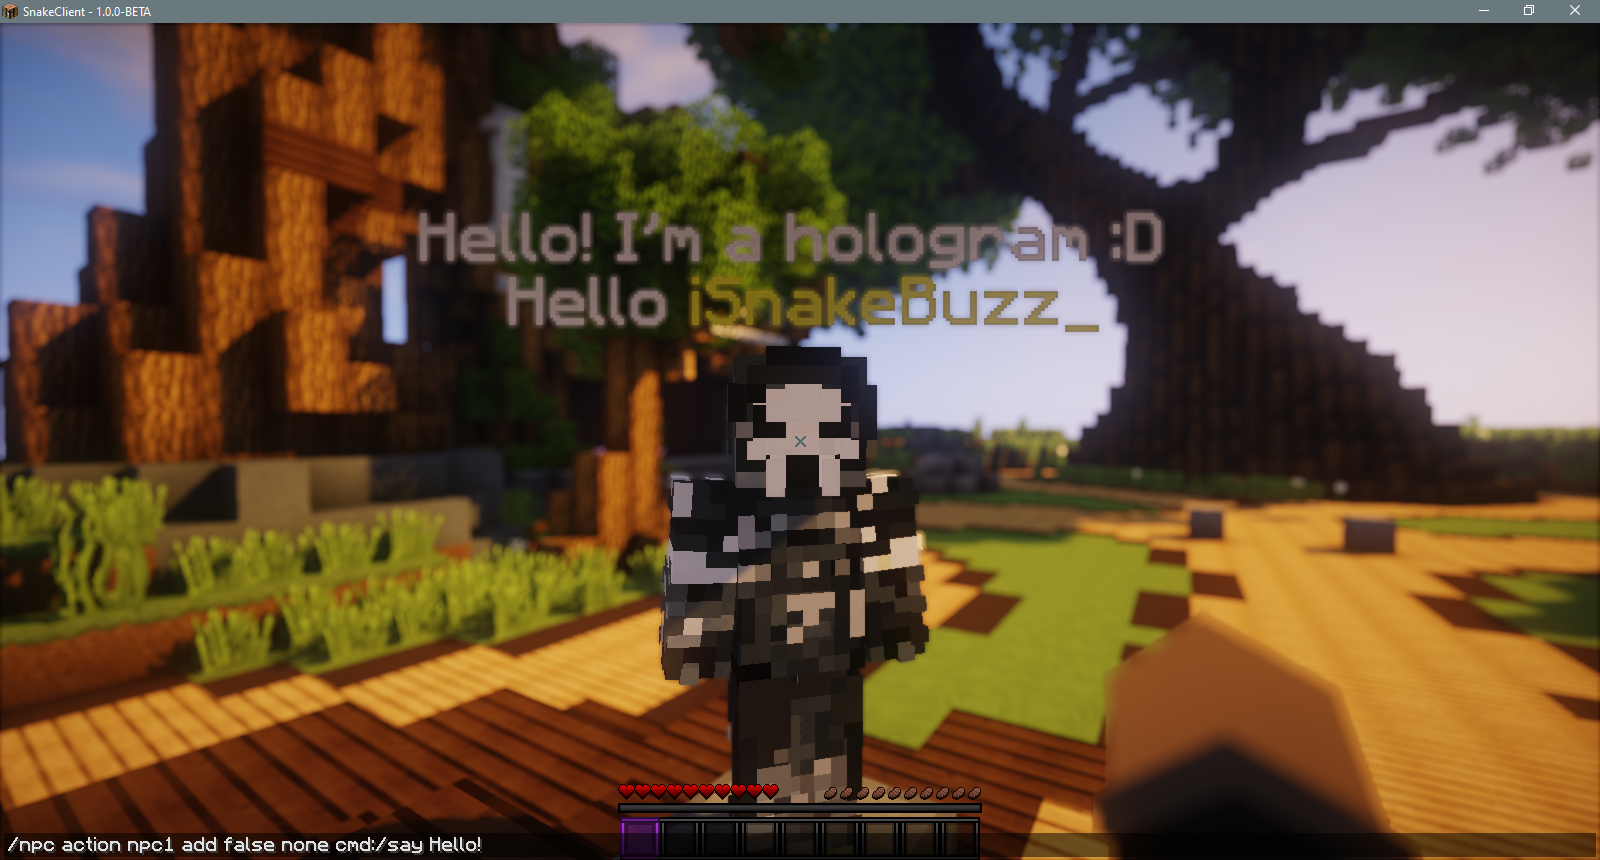 SnakeClient - 1.0.0-BETA
Hello! I'm a hologram :D
Hello iSnakeBuzz_
/npc action npc1 add false none cmd:/say Hello!